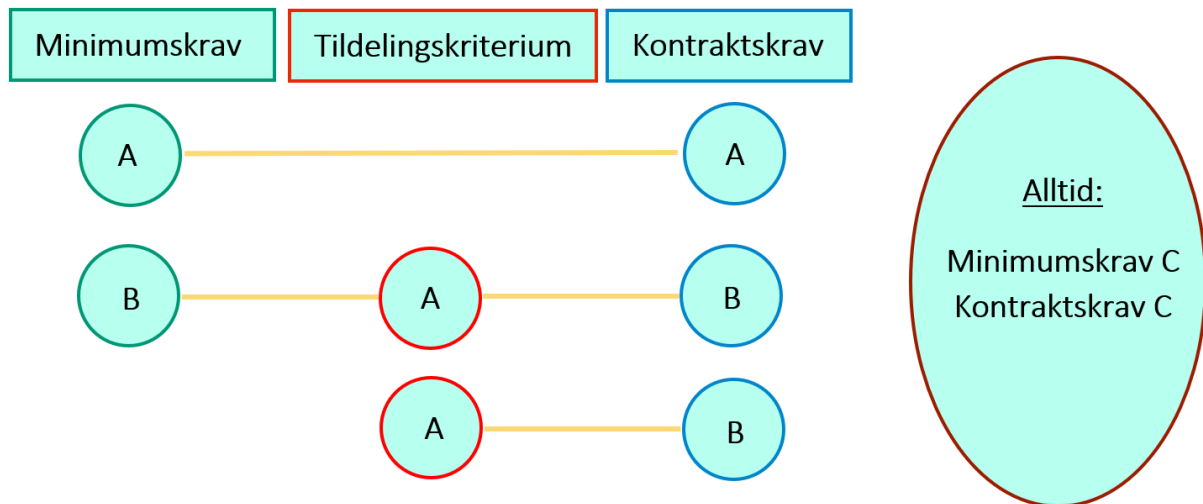 Minimumskrav Tildelingskriterium Kontraktskrav
A A
B A B
A B
Alltid:
Minimumskrav C
Kontraktskrav C